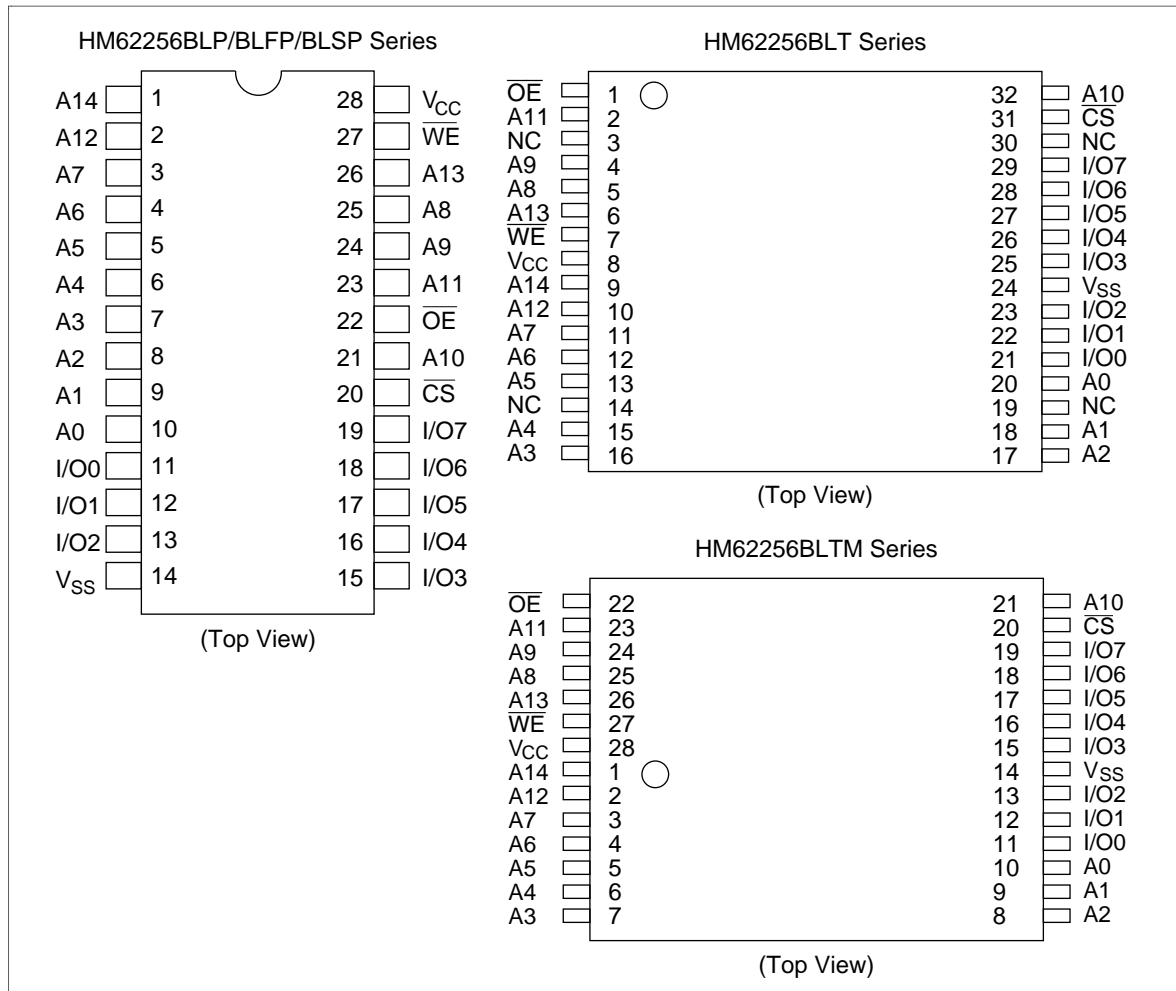 HM62256BLP/BLFP/BLSP Series
A14 1 28 VCC
A12 2 27 WE
A7 3 26 A13
A6 4 25 A8
A5 5 24 A9
A4 6 23 A11
A3 7 22 OE
A2 8 21 A10
A1 9 20 CS
A0 10 19 I/O7
I/O0 11 18 I/O6
I/O1 12 17 I/O5
I/O2 13 16 I/O4
VSS 14 15 I/O3
(Top View)
HM62256BLT Series
OE 1 32 A10
A11 2 31 CS
NC 3 30 NC
A9 4 29 I/O7
A8 5 28 I/O6
A13 6 27 I/O5
WE 7 26 I/O4
VCC 8 25 I/O3
A14 9 24 VSS
A12 10 23 I/O2
A7 11 22 I/O1
A6 12 21 I/O0
A5 13 20 A0
NC 14 19 NC
A4 15 18 A1
A3 16 17 A2
(Top View)
HM62256BLTM Series
OE 22 21 A10
A11 23 20 CS
A9 24 19 I/O7
A8 25 18 I/O6
A13 26 17 I/O5
WE 27 16 I/O4
VCC 28 15 I/O3
A14 1 14 VSS
A12 2 13 I/O2
A7 3 12 I/O1
A6 4 11 I/O0
A5 5 10 A0
A4 6 9 A1
A3 7 8 A2
(Top View)